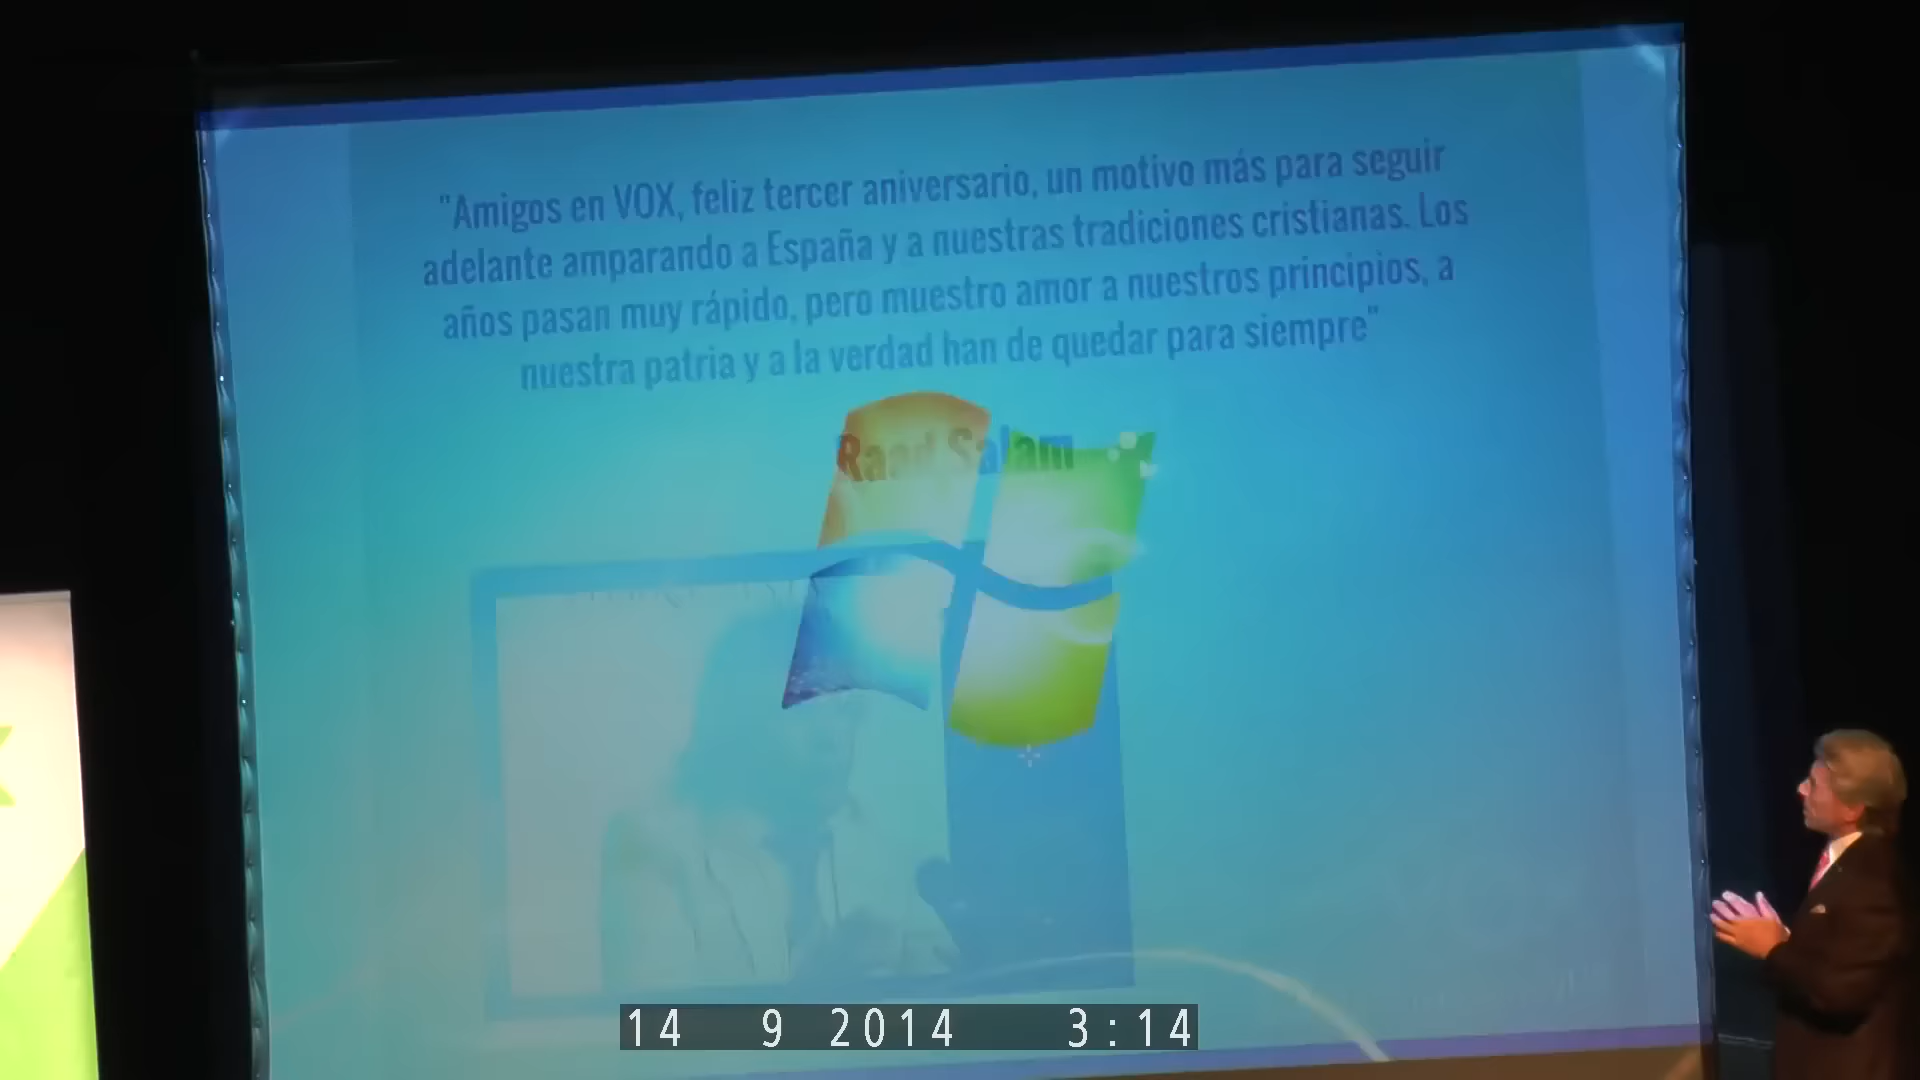 "Amigos en VOX, feliz tercer aniversario, un motivo más para seguir
adelante amparando a España y a nuestras tradiciones cristianas. Los
años pasan muy rápido, pero muestro amor a nuestros principios, a
nuestra patria y a la verdad han de quedar para siempre"
Raad Salam
14 9 2014 3:14